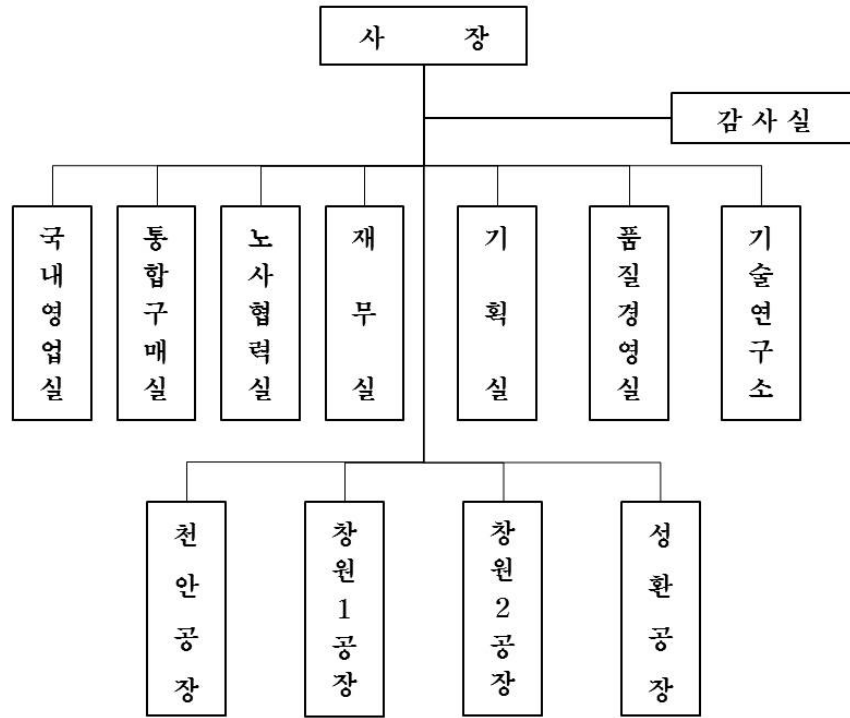 사 장
감사실
국내영업실
통합구매실
노사협력실
재무실
기획실
품질경영실
기술연구소
천안공장
창원1공장
창원2공장
성환공장